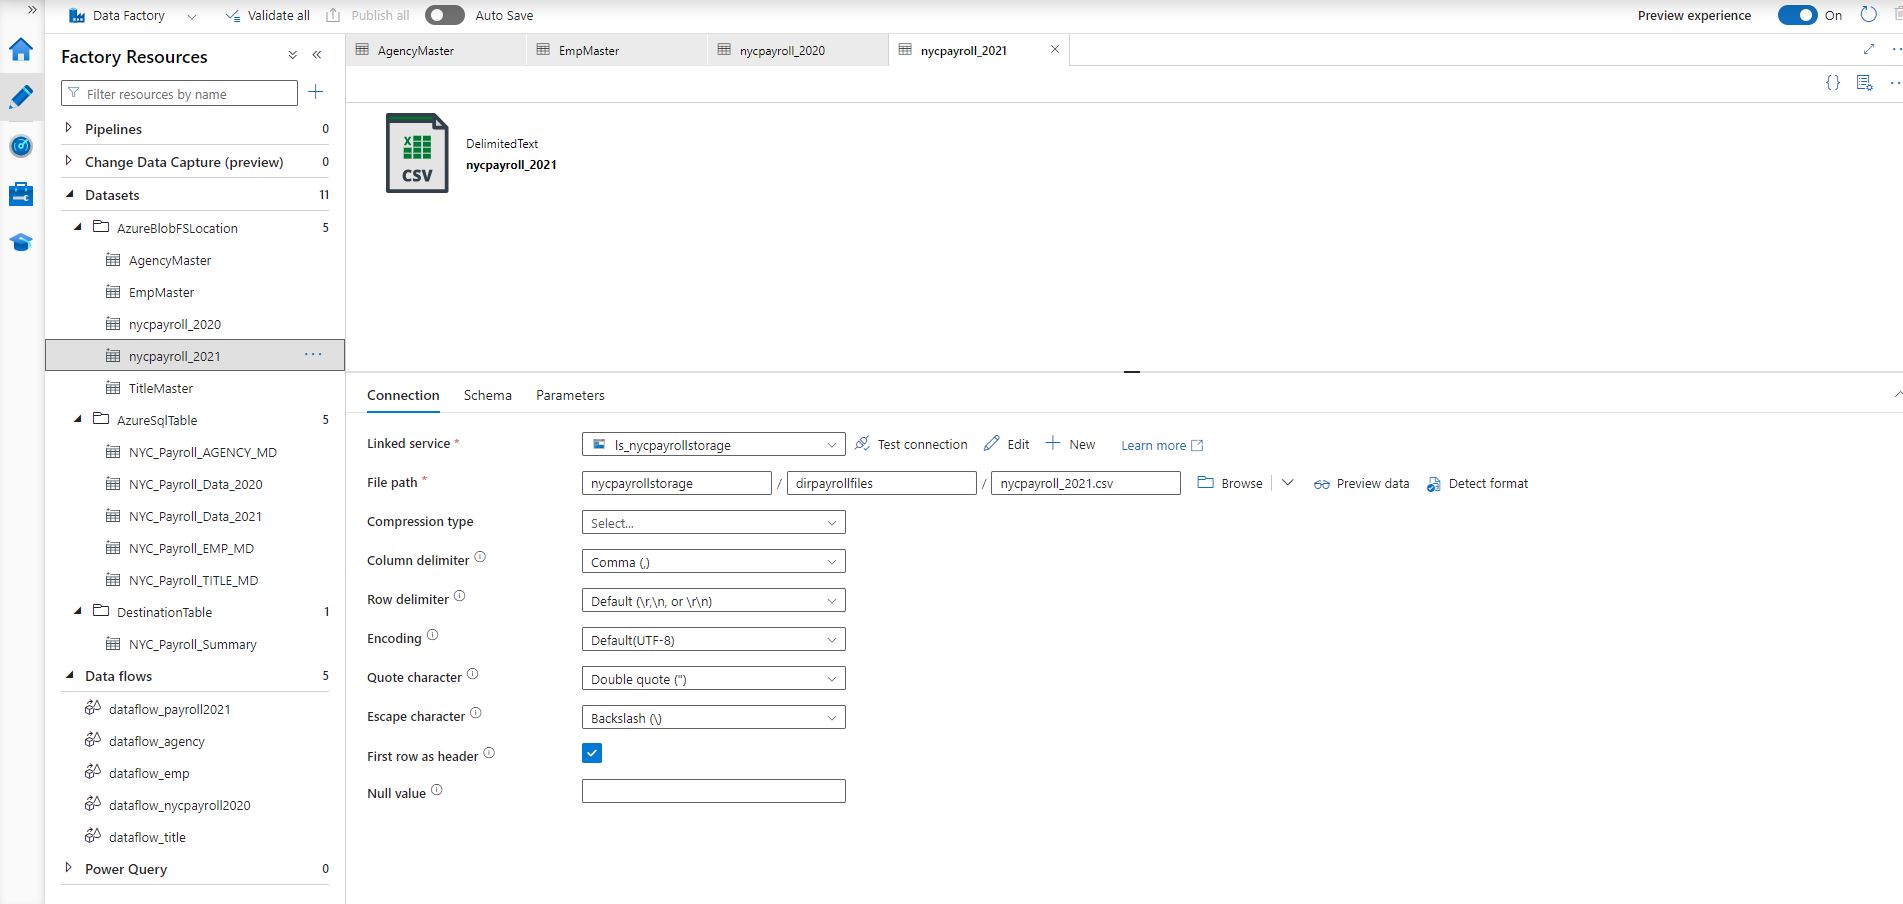 Data Factory
Validate all
Publish all
Auto Save
Preview experience
On
Factory Resources
Filter resources by name
Pipelines 0
Change Data Capture (preview) 0
Datasets 11
AzureBlobFSLocation 5
AgencyMaster
EmpMaster
nycpayroll_2020
nycpayroll_2021
TitleMaster
AzureSqlTable 5
NYC_Payroll_AGENCY_MD
NYC_Payroll_Data_2020
NYC_Payroll_Data_2021
NYC_Payroll_EMP_MD
NYC_Payroll_TITLE_MD
DestinationTable 1
NYC_Payroll_Summary
Data flows 5
dataflow_payroll2021
dataflow_agency
dataflow_emp
dataflow_nycpayroll2020
dataflow_title
Power Query 0
AgencyMaster
EmpMaster
nycpayroll_2020
nycpayroll_2021
X
CSV
DelimitedText
nycpayroll_2021
Connection Schema Parameters
Linked service * ls_nycpayrollstorage Test connection Edit New Learn more
File path * nycpayrollstorage / dirpayrollfiles / nycpayroll_2021.csv Browse Preview data Detect format
Compression type Select...
Column delimiter Comma (,)
Row delimiter Default (\r,\n, or \r\n)
Encoding Default(UTF-8)
Quote character Double quote (")
Escape character Backslash (\)
First row as header
Null value